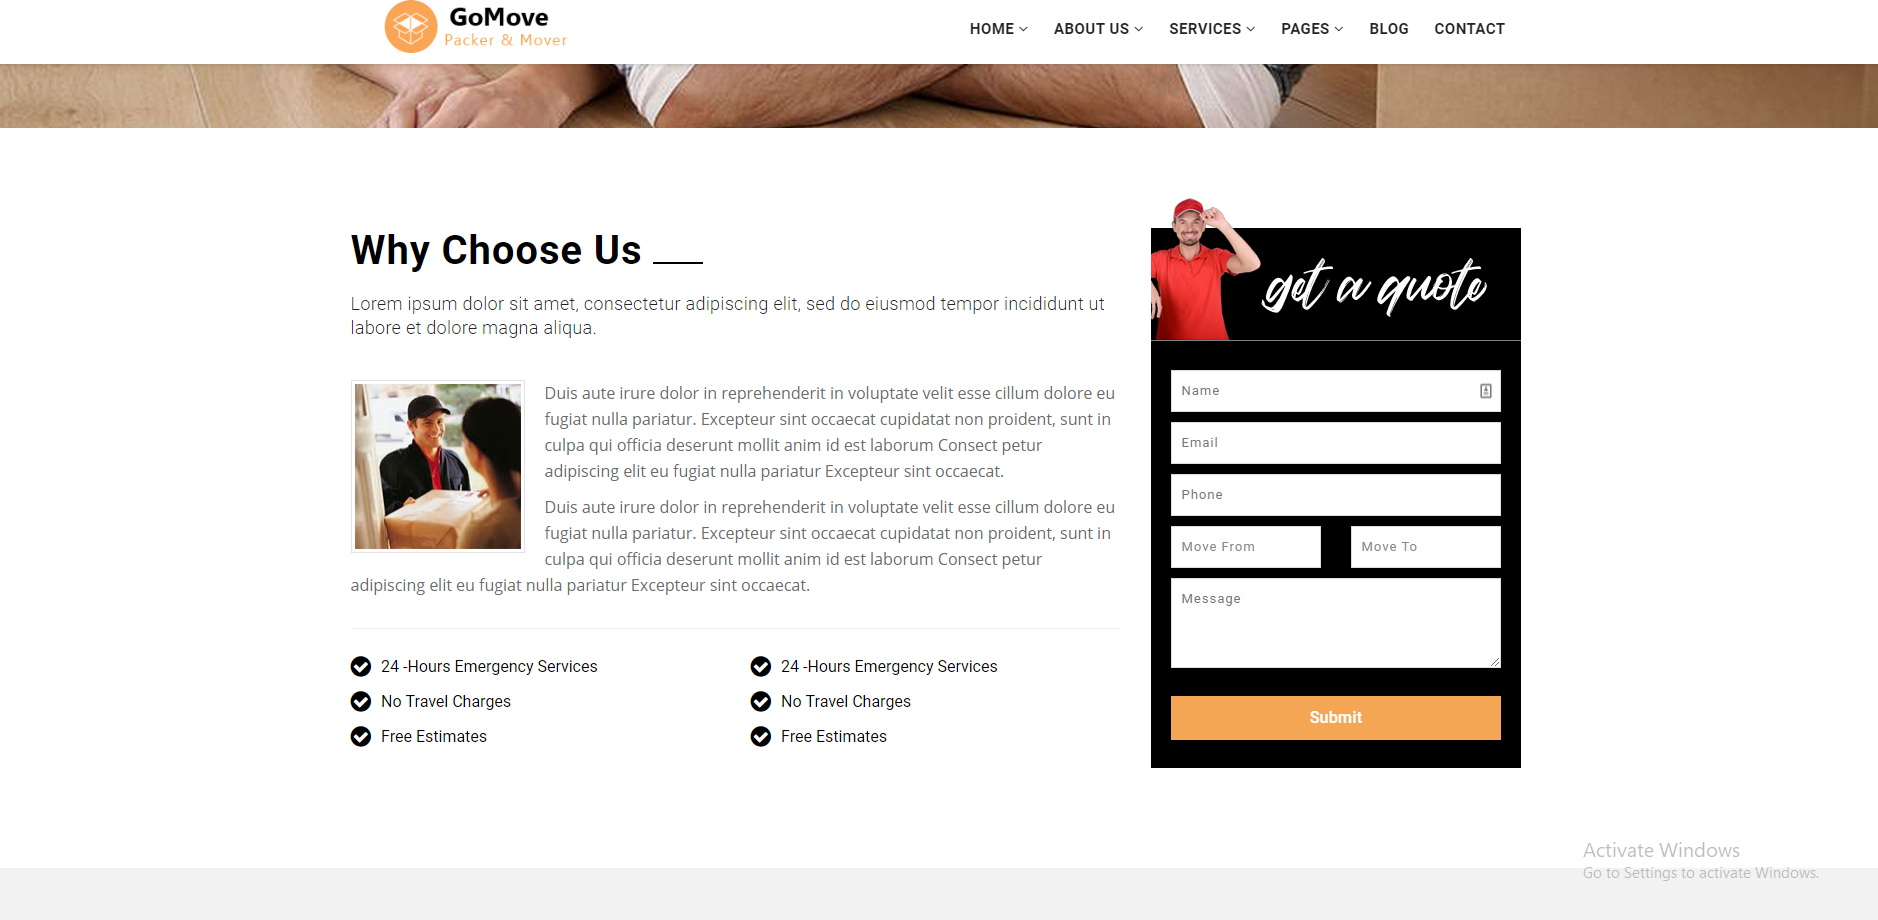 GoMove
Packer & Mover
HOME
ABOUT US
SERVICES
PAGES
BLOG
CONTACT
Why Choose Us
Lorem ipsum dolor sit amet, consectetur adipiscing elit, sed do eiusmod tempor incididunt ut
labore et dolore magna aliqua.
Duis aute irure dolor in reprehenderit in voluptate velit esse cillum dolore eu
fugiat nulla pariatur. Excepteur sint occaecat cupidatat non proident, sunt in
culpa qui officia deserunt mollit anim id est laborum Consect petur
adipiscing elit eu fugiat nulla pariatur Excepteur sint occaecat.
Duis aute irure dolor in reprehenderit in voluptate velit esse cillum dolore eu
fugiat nulla pariatur. Excepteur sint occaecat cupidatat non proident, sunt in
culpa qui officia deserunt mollit anim id est laborum Consect petur
adipiscing elit eu fugiat nulla pariatur Excepteur sint occaecat.
24 -Hours Emergency Services
No Travel Charges
Free Estimates
24 -Hours Emergency Services
No Travel Charges
Free Estimates
get a quote
Name
Email
Phone
Move From
Move To
Message
Submit
Activate Windows
Go to Settings to activate Windows.